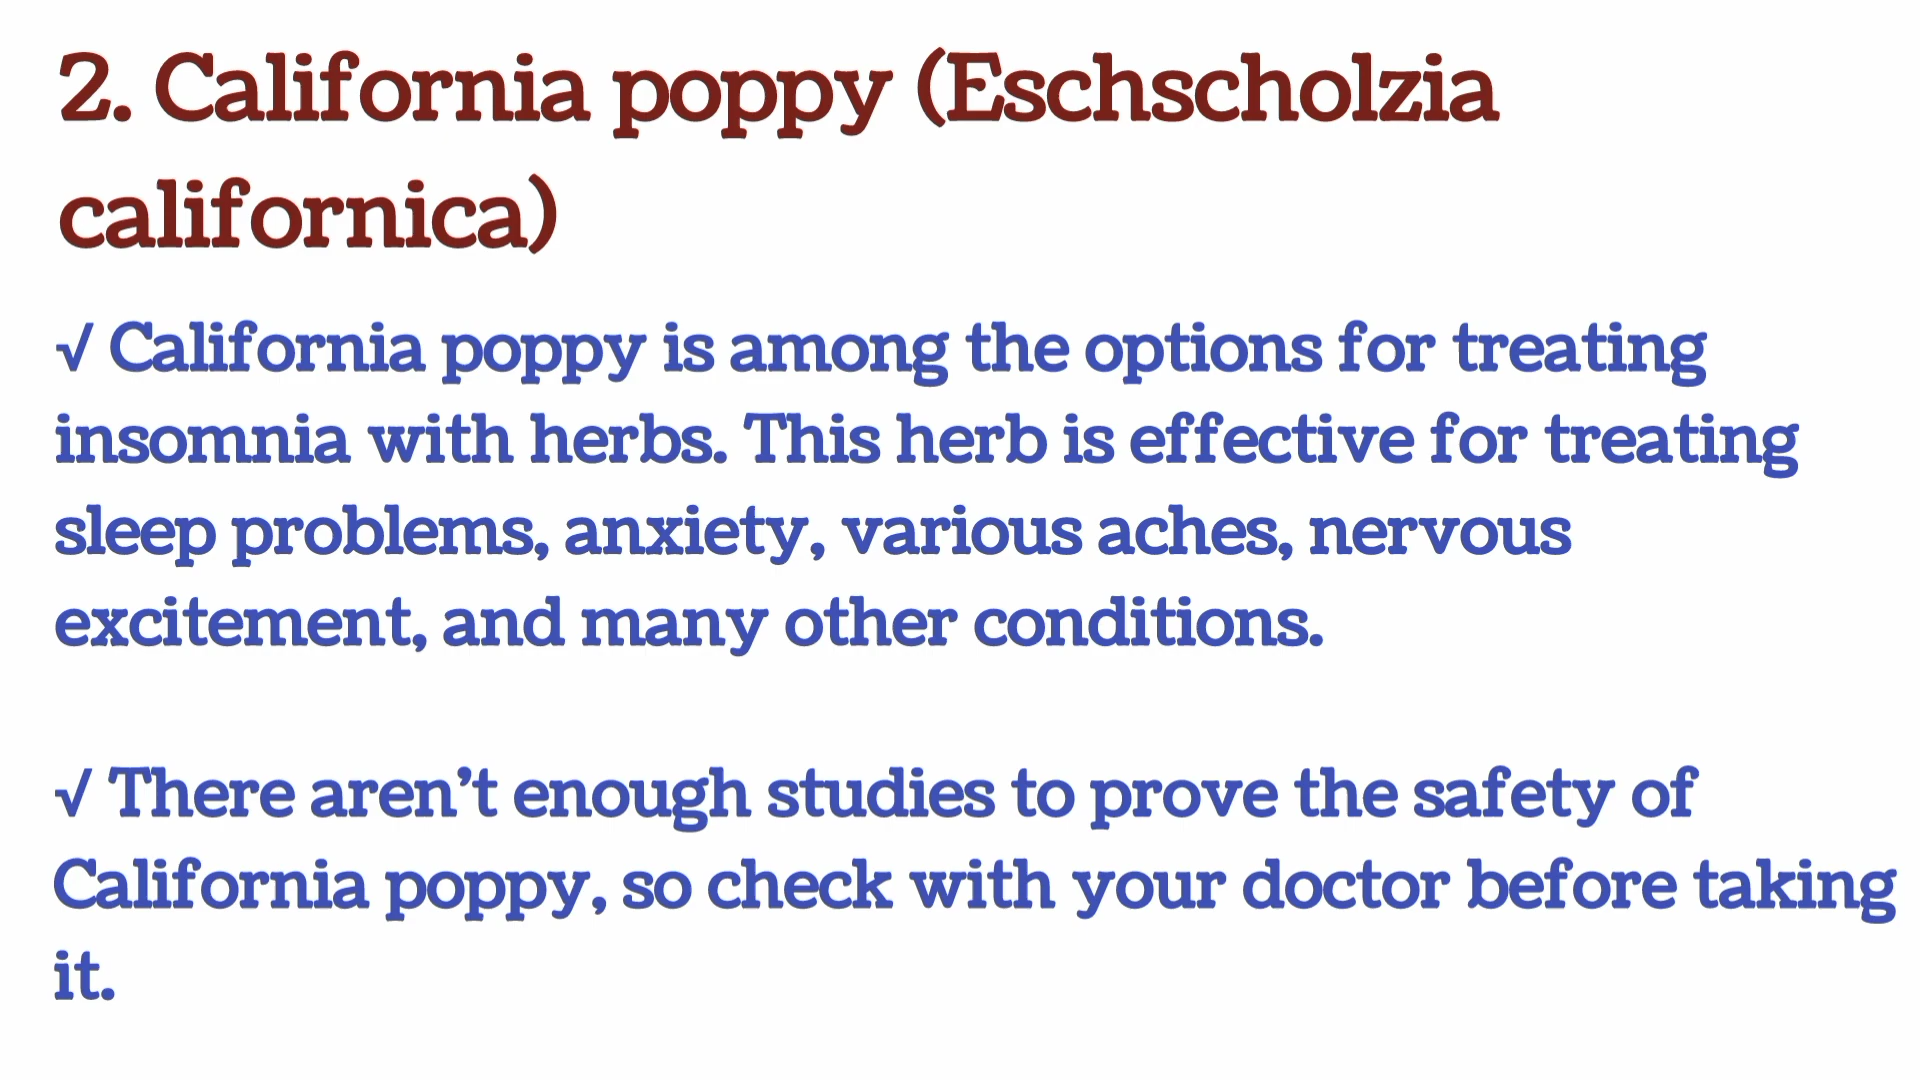 2. California poppy (Eschscholzia
californica)
√ California poppy is among the options for treating
insomnia with herbs. This herb is effective for treating
sleep problems, anxiety, various aches, nervous
excitement, and many other conditions.
√ There aren’t enough studies to prove the safety of
California poppy, so check with your doctor before taking
it.